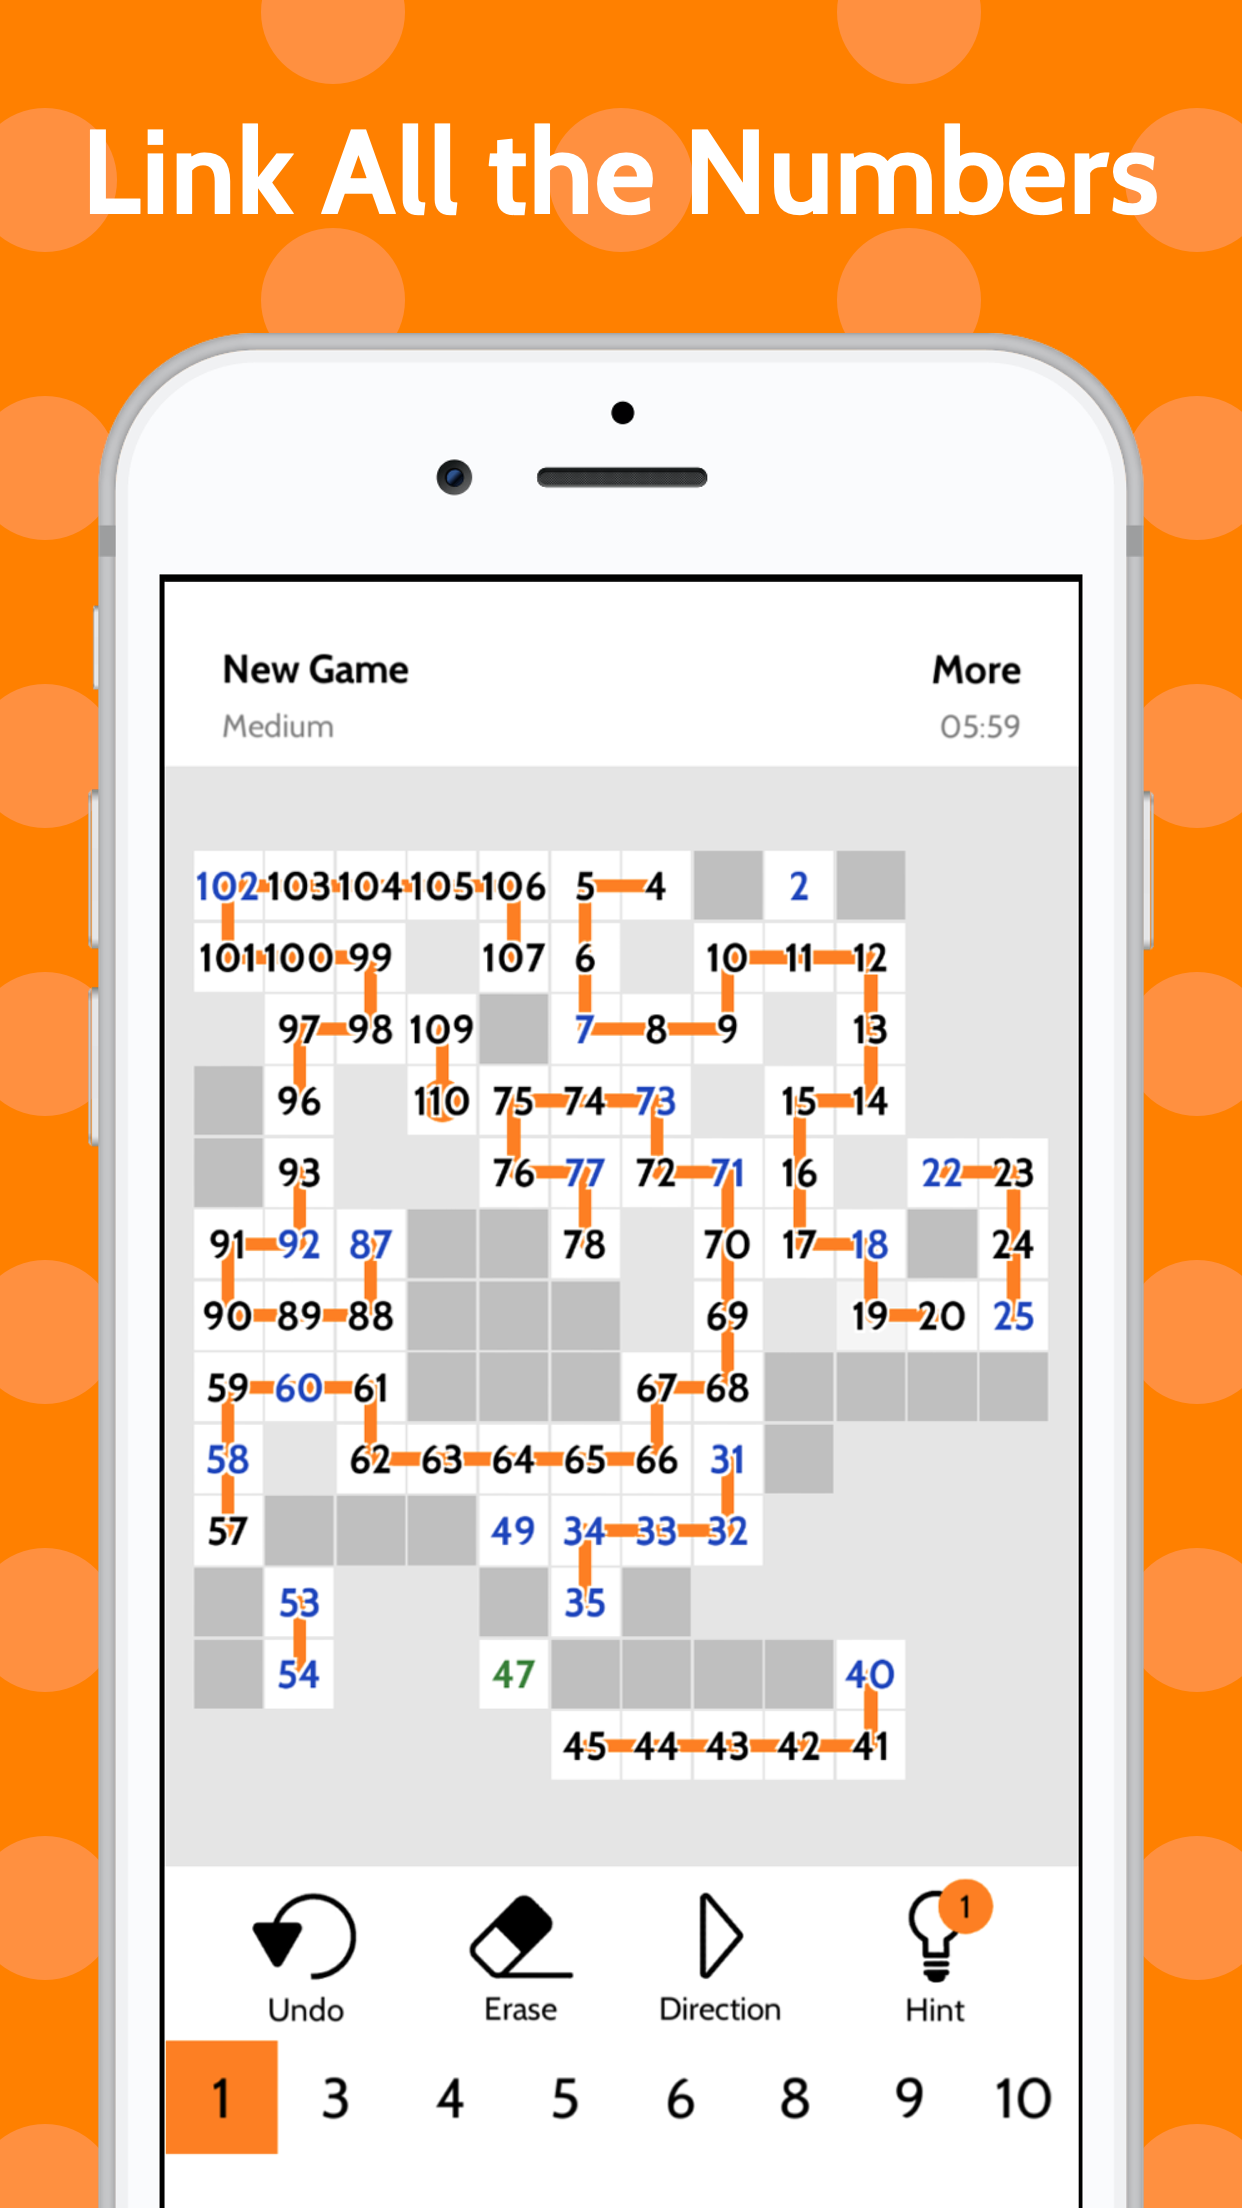 Link All the Numbers
New Game More
Medium 05:59
102 103 104 105 106 5 4 2
101 100 99 107 6 10 11 12
97 98 109 7 8 9 13
96 110 75 74 73 15 14
93 76 77 72 71 16 22 23
91 92 87 78 70 17 18 24
90 89 88 69 19 20 25
59 60 61 67 68
58 62 63 64 65 66 31
57 49 34 33 32
53 35
54 47 40
45 44 43 42 41
1
Undo Erase Direction Hint
1 3 4 5 6 8 9 10